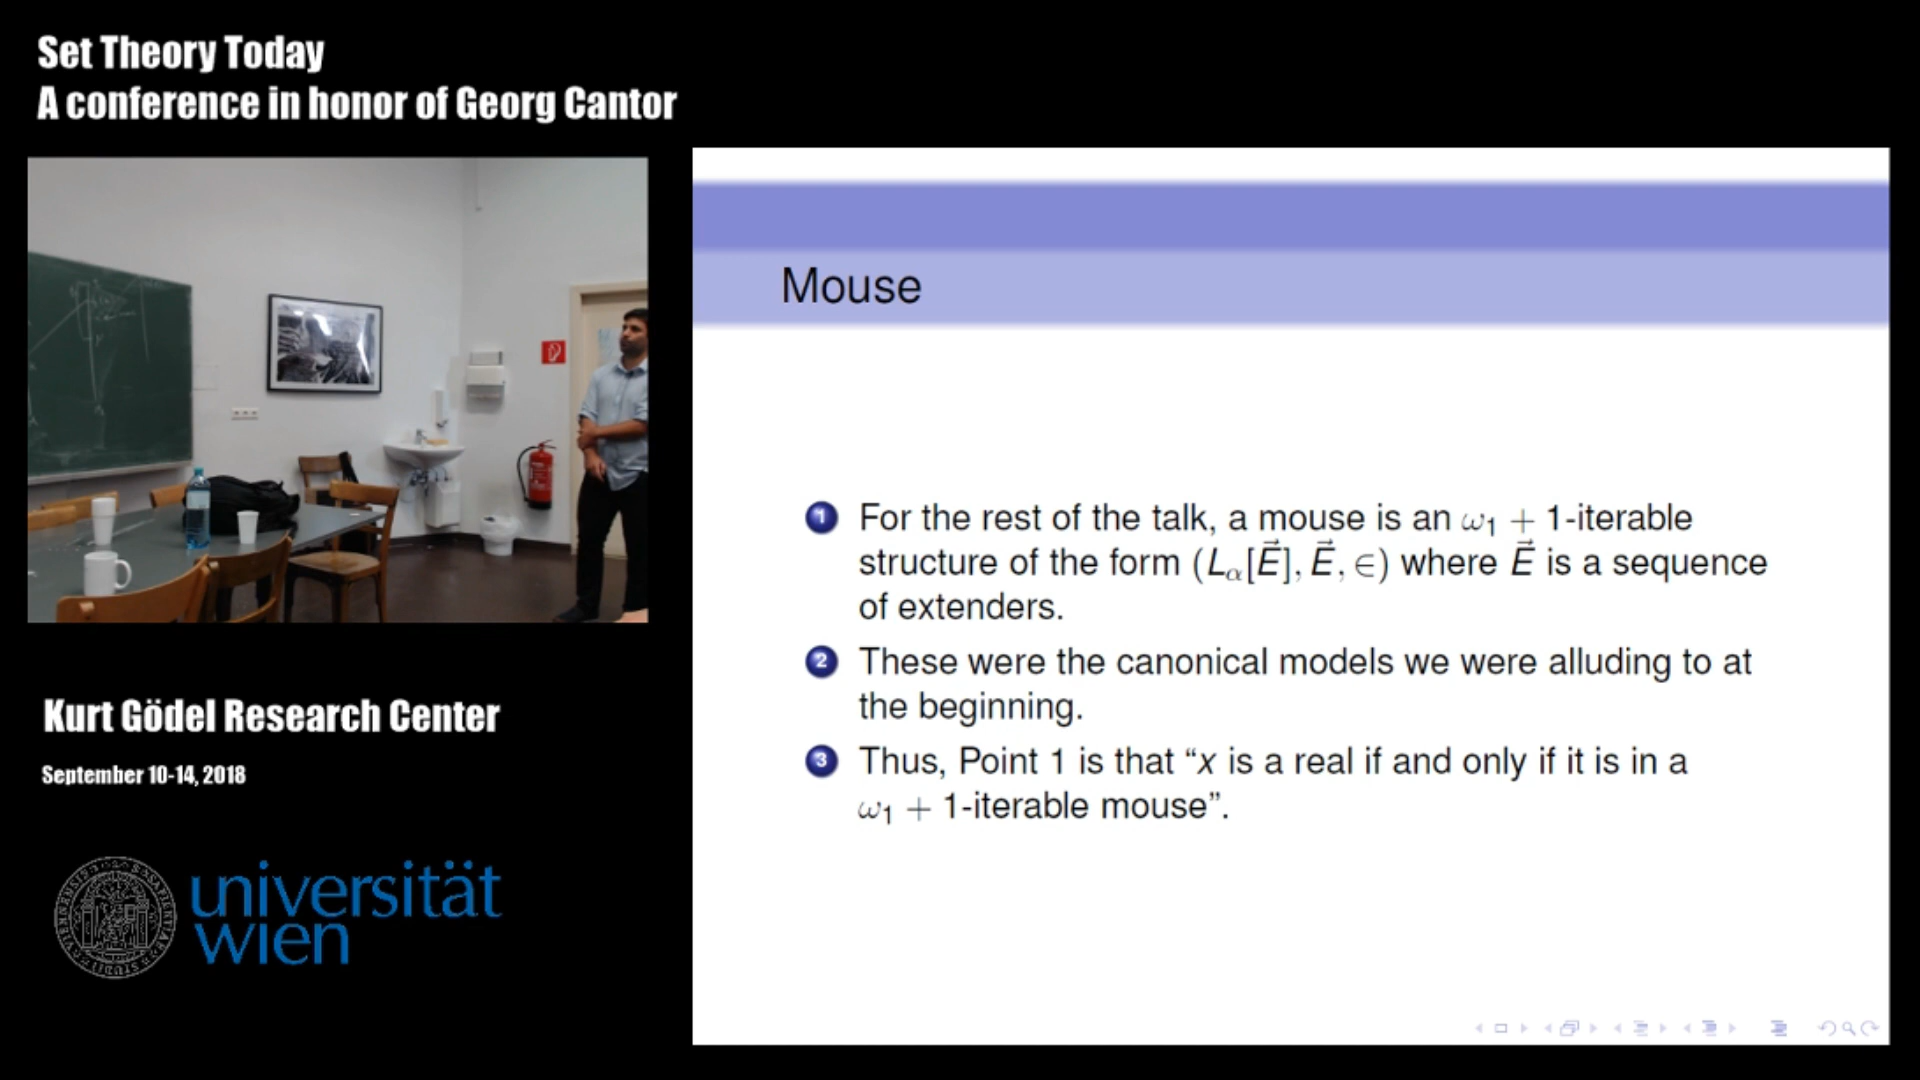 Set Theory Today
A conference in honor of Georg Cantor
Mouse
1 For the rest of the talk, a mouse is an ω₁ + 1-iterable
structure of the form (L_α[E⃗], E⃗, ∈) where E⃗ is a sequence
of extenders.
2 These were the canonical models we were alluding to at
the beginning.
3 Thus, Point 1 is that “x is a real if and only if it is in a
ω₁ + 1-iterable mouse”.
Kurt Gödel Research Center
September 10-14, 2018
universität
wien